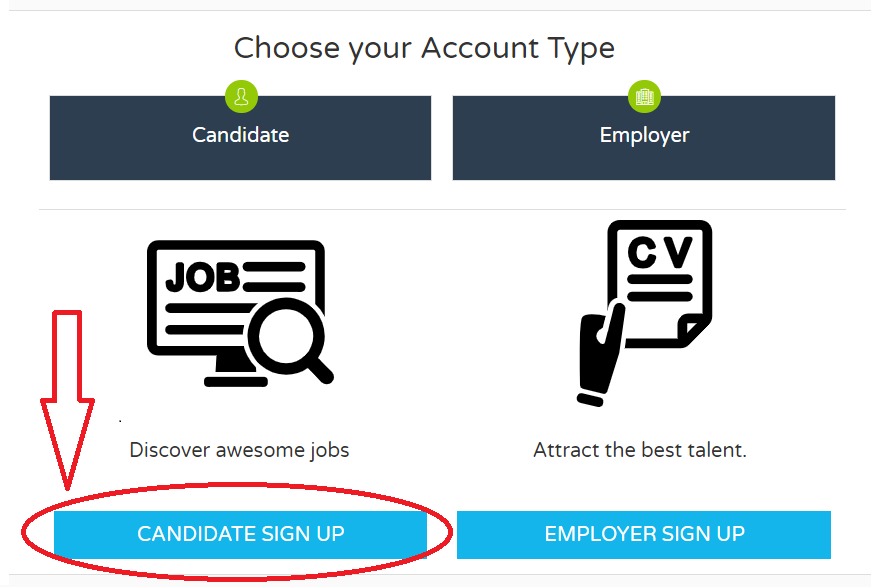 Choose your Account Type
Candidate
Employer
JOB
CV
Discover awesome jobs
Attract the best talent.
CANDIDATE SIGN UP
EMPLOYER SIGN UP